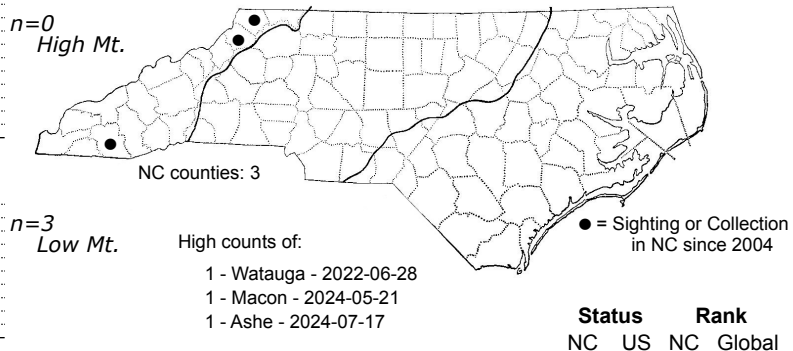 n=0
High Mt.
NC counties: 3
n=3
Low Mt.
High counts of:
1 - Watauga - 2022-06-28
1 - Macon - 2024-05-21
1 - Ashe - 2024-07-17
● = Sighting or Collection
in NC since 2004
Status Rank
NC US NC Global